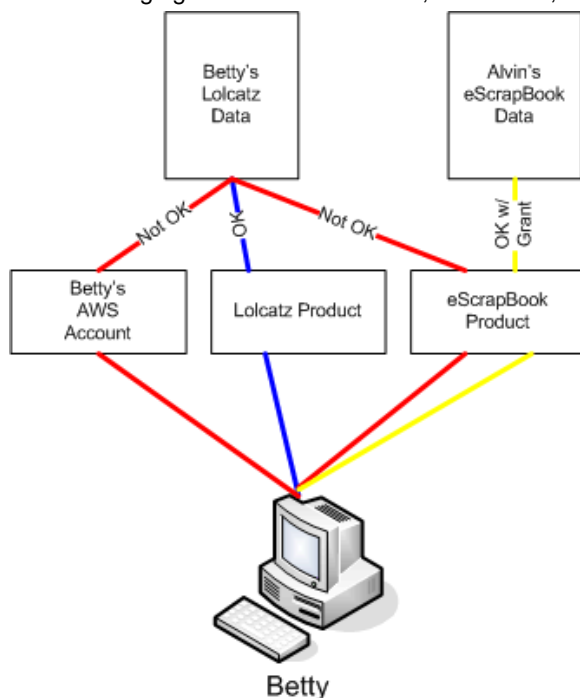 Betty's
Lolcatz
Data
Alvin's
eScrapBook
Data
Not OK
OK
Not OK
OK w/
Grant
Betty's
AWS
Account
Lolcatz Product
eScrapBook
Product
Betty